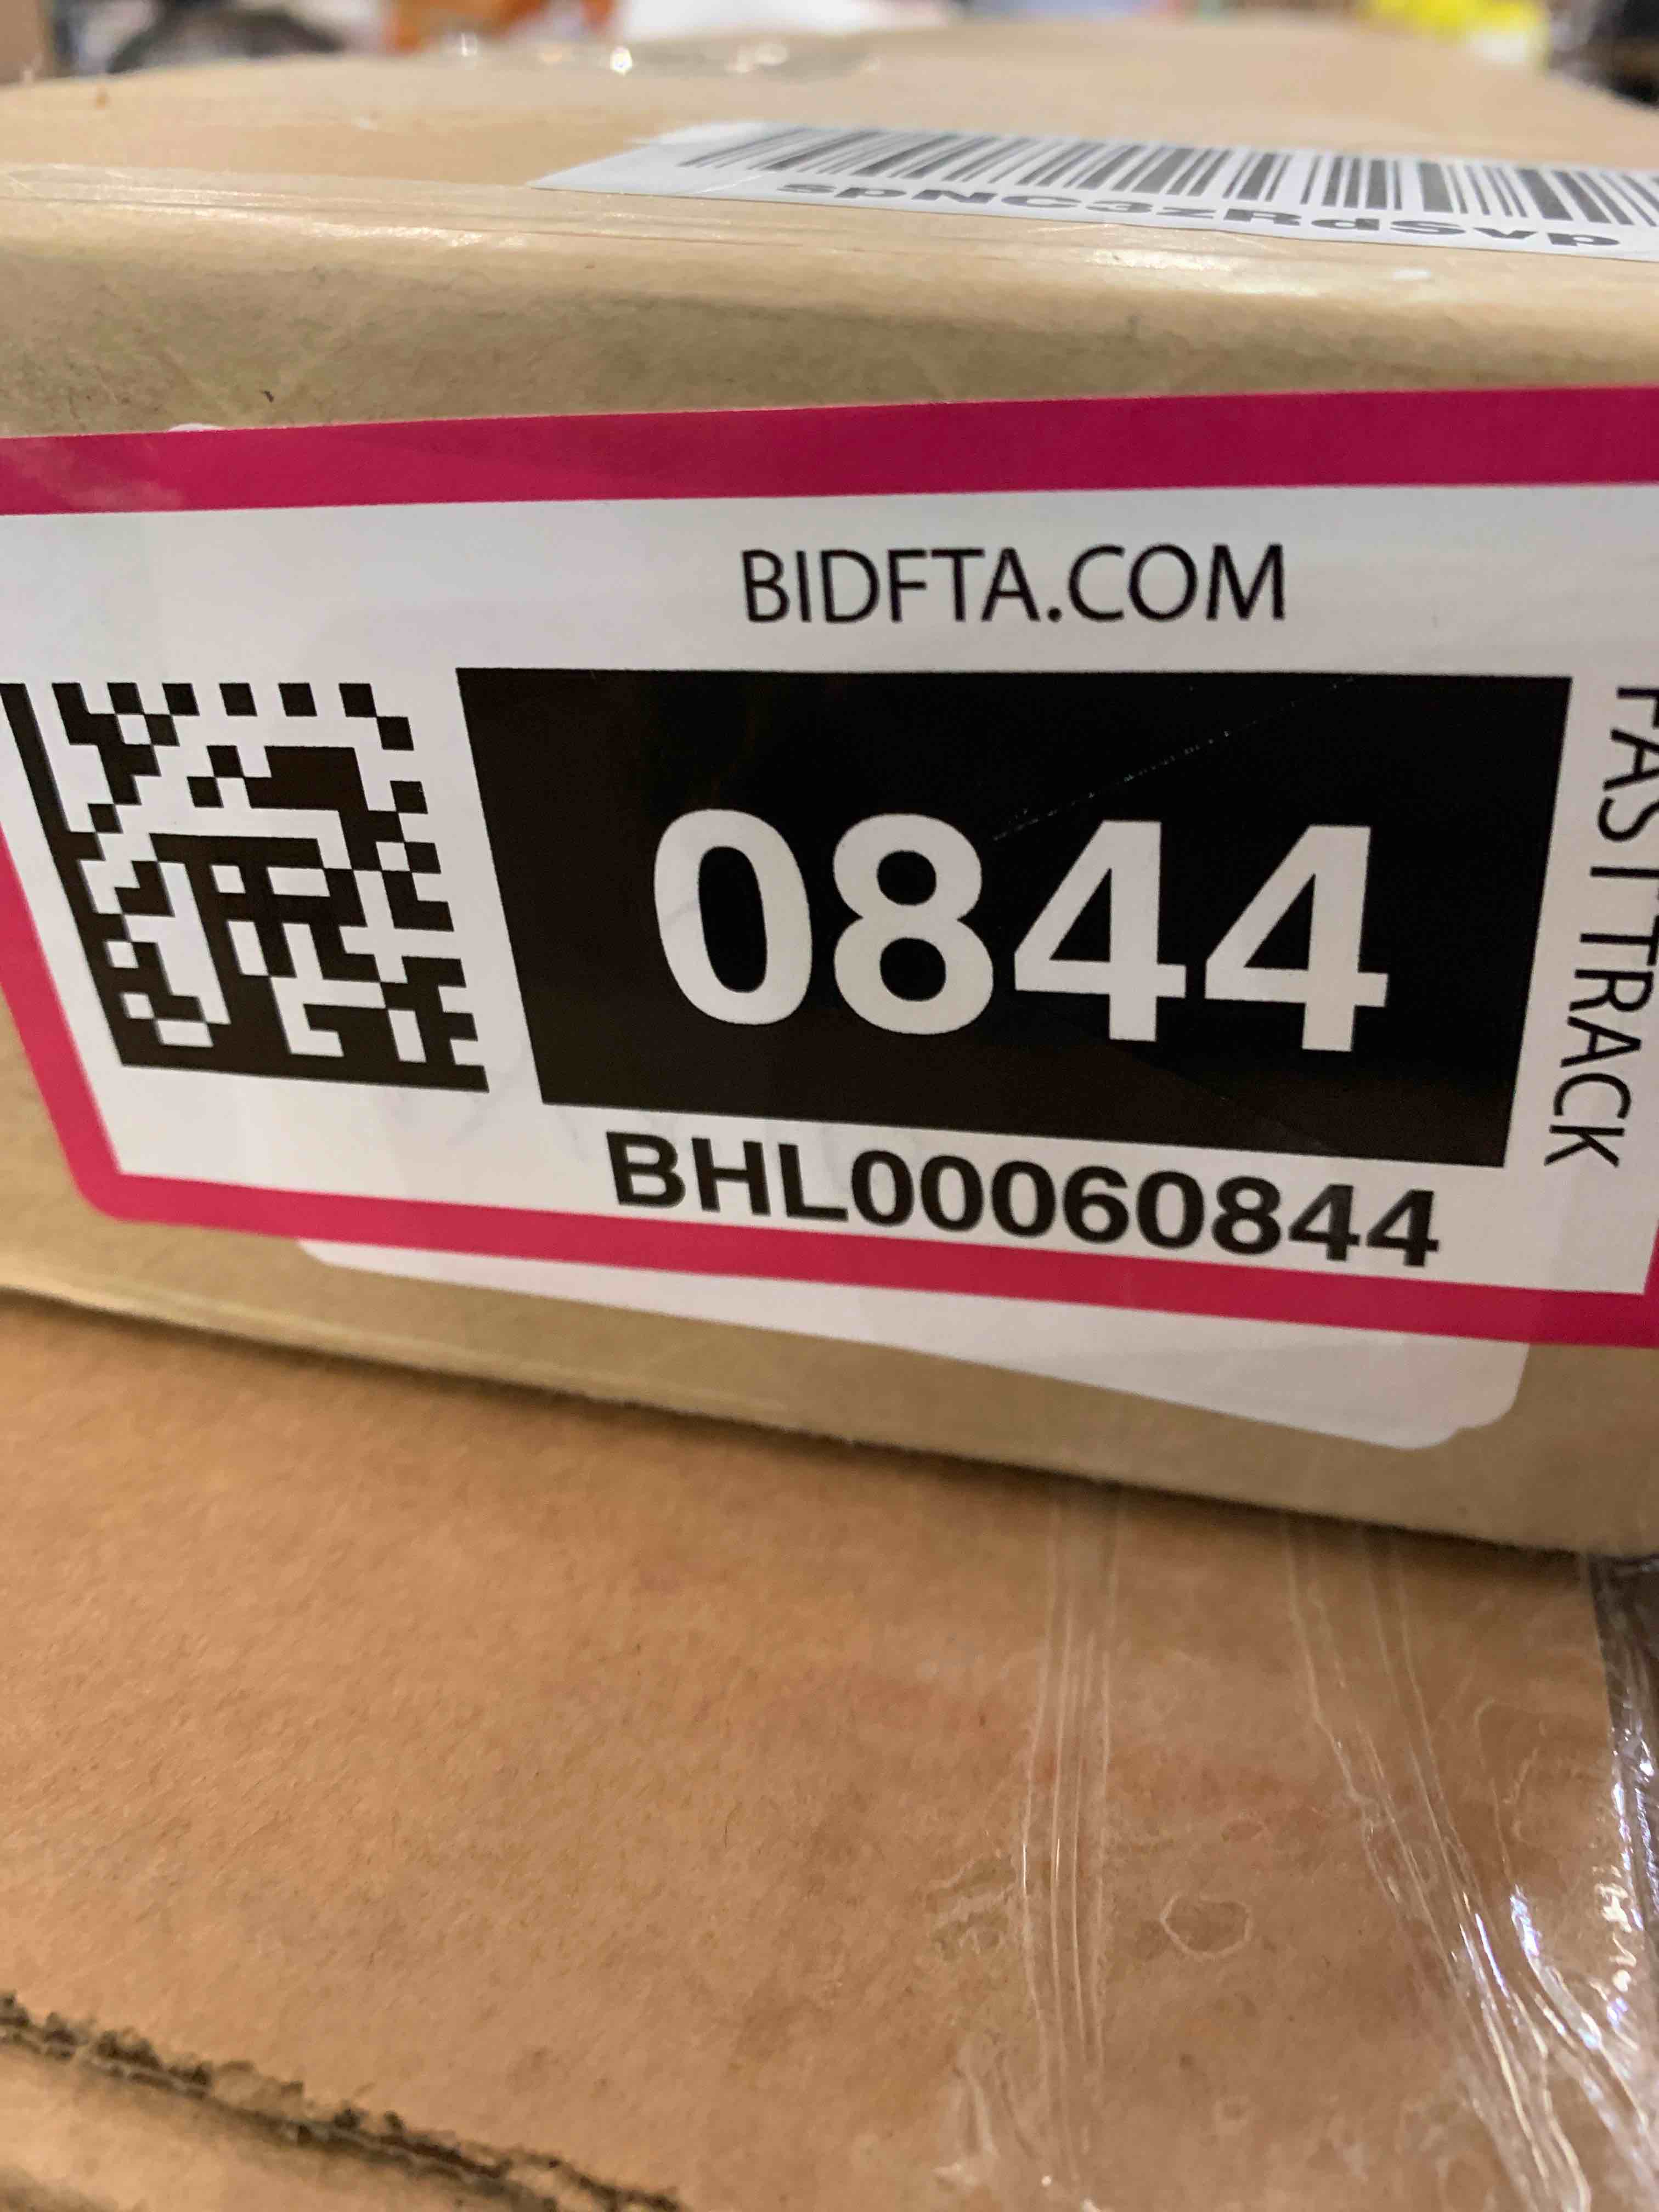 spNC3zRdSvp
BIDFTA.COM
0844
FAST TRACK
BHL00060844